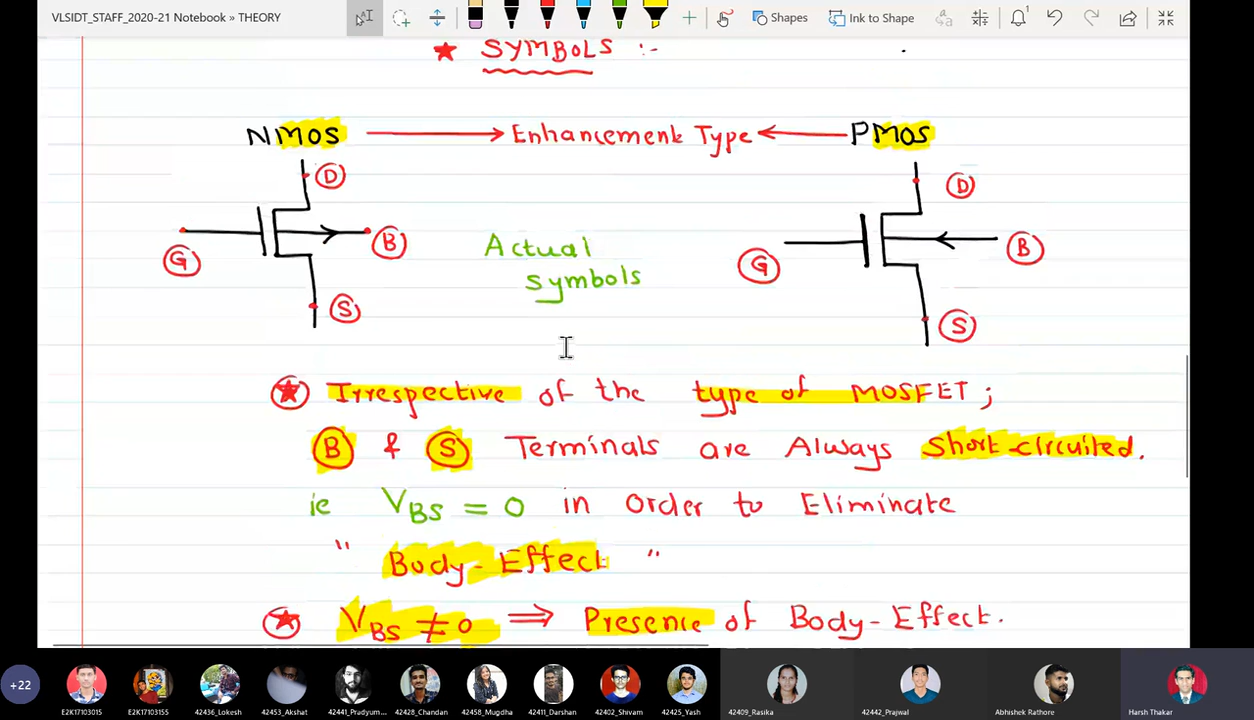 VLSIDT_STAFF_2020-21 Notebook » THEORY
Shapes
Ink to Shape
★ SYMBOLS :-
NMOS → Enhancement Type ← PMOS
D
D
G
B
Actual
symbols
G
B
S
S
★ Irrespective of the type of MOSFET;
B & S Terminals are Always Short-circuited.
ie VBS = 0 in order to Eliminate
" Body-Effect "
★ VBS ≠ 0 ⇒ Presence of Body-Effect.
+22
E2K17103015
E2K17103155
42436_Lokesh
42453_Akshat
42441_Pradyum...
42428_Chandan
42458_Mugdha
42411_Darshan
42402_Shivam
42425_Yash
42409_Rasika
42442_Prajwal
Abhishek Rathore
Harsh Thakar